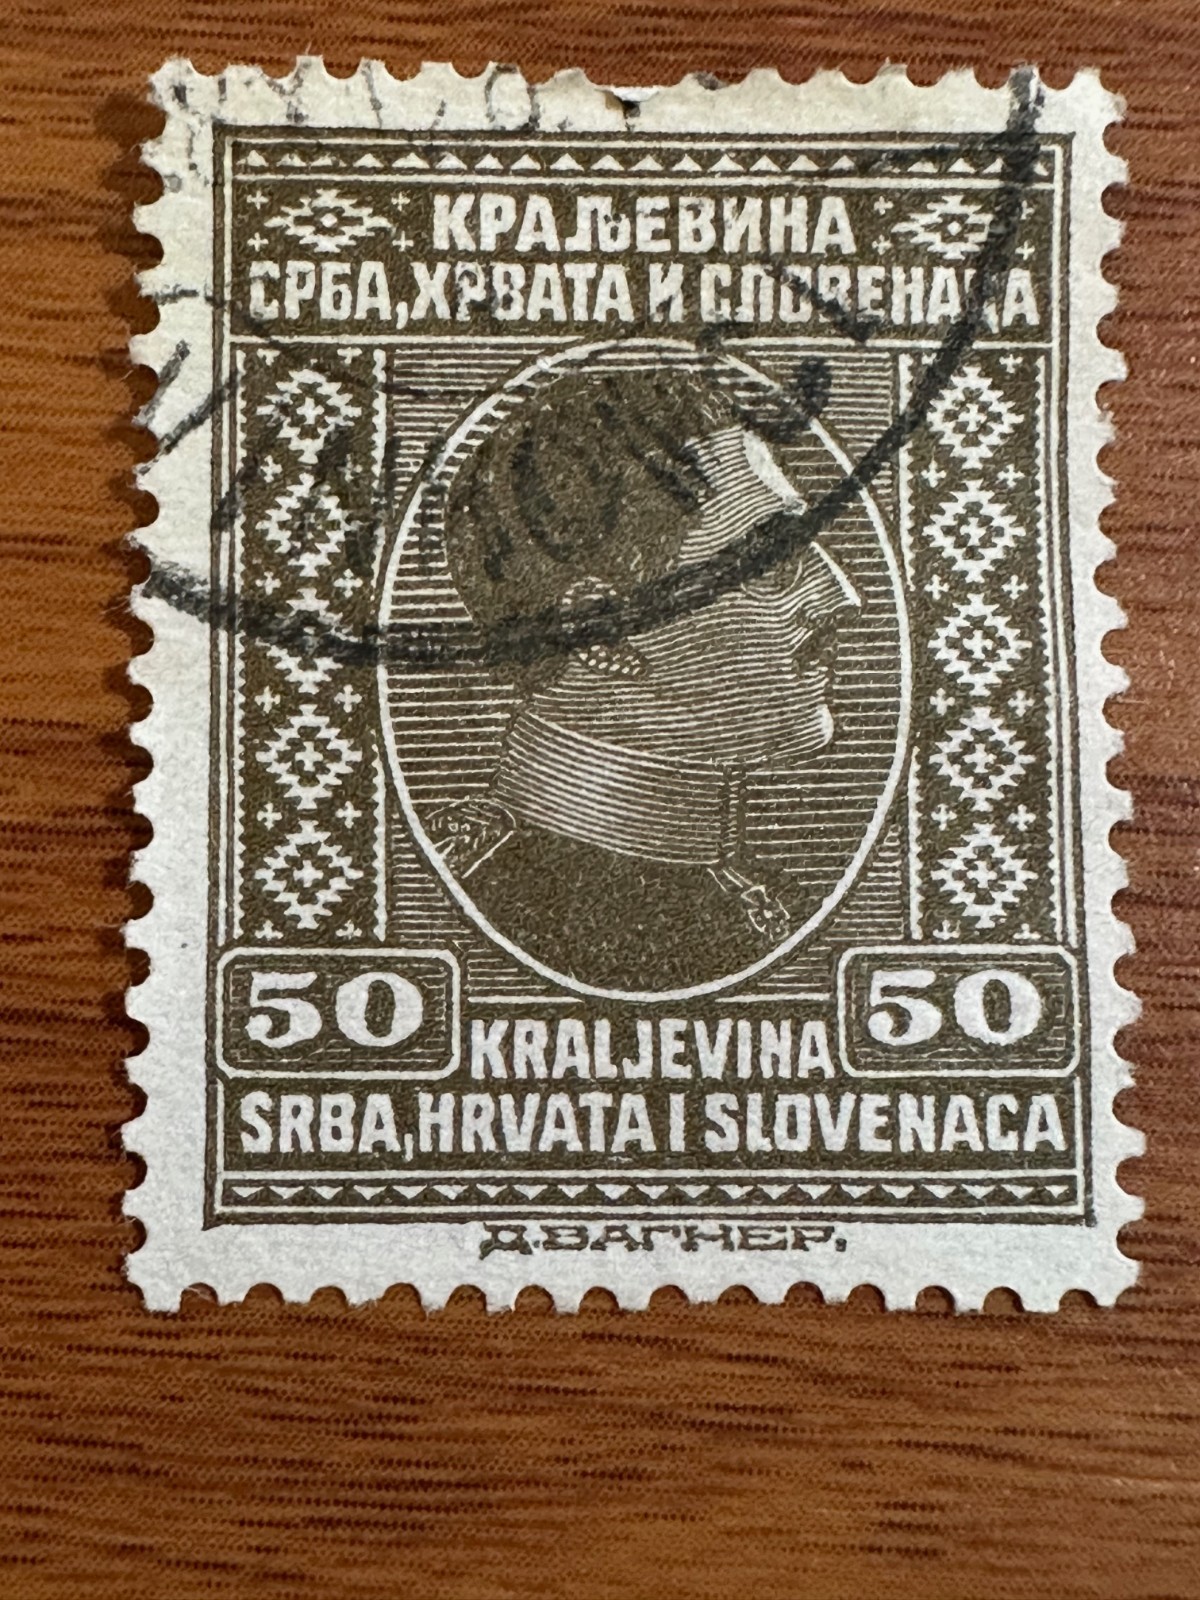 КРАЉЕВИНА
СРБА, ХРВАТА И СЛОВЕНАЦА
50
50
KRALJEVINA
SRBA, HRVATA I SLOVENACA
Д. ВАГНЕР.